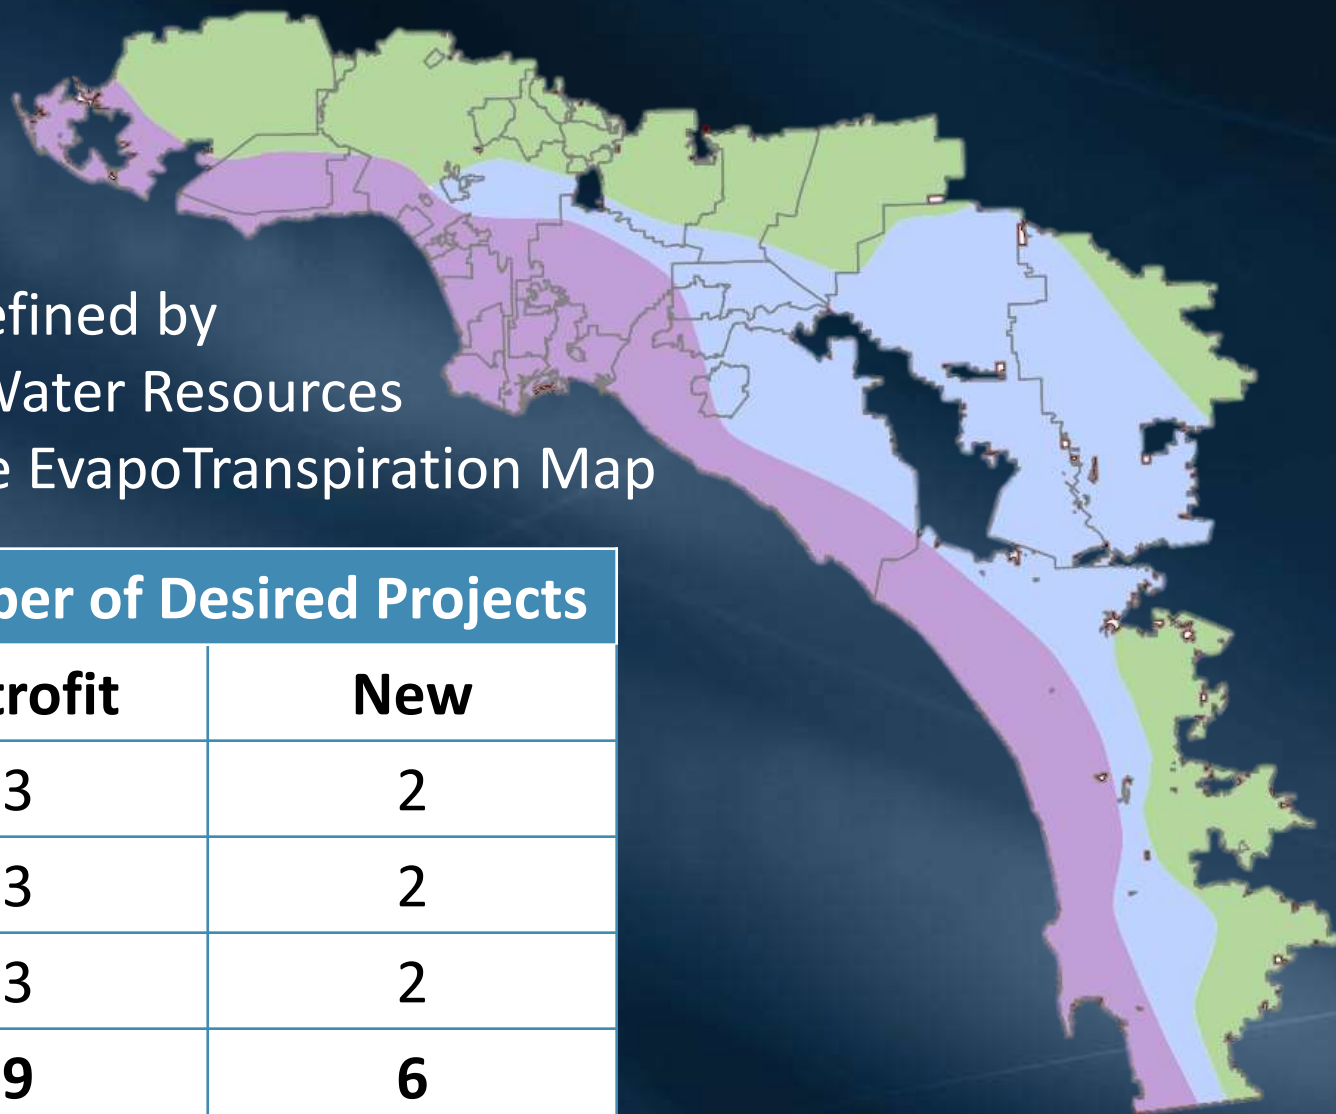 efined by
Water Resources
e EvapoTranspiration Map
ber of Desired Projects
trofit New
3 2
3 2
3 2
9 6